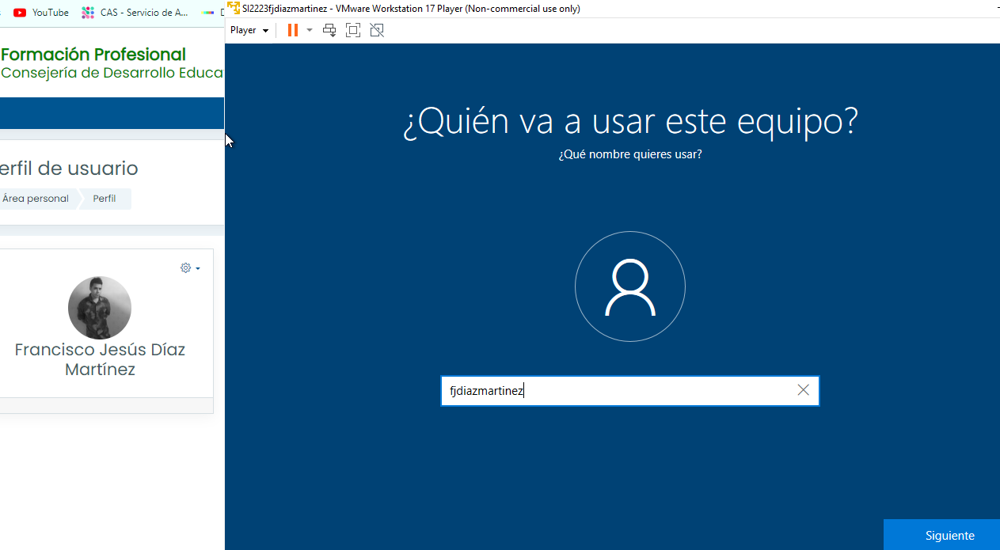 YouTube
CAS - Servicio de A...
SI2223fjdiazmartinez - VMware Workstation 17 Player (Non-commercial use only)
Player
Formación Profesional
Consejería de Desarrollo Educa
erfil de usuario
Área personal
Perfil
Francisco Jesús Díaz
Martínez
¿Quién va a usar este equipo?
¿Qué nombre quieres usar?
fjdiazmartinez
Siguiente